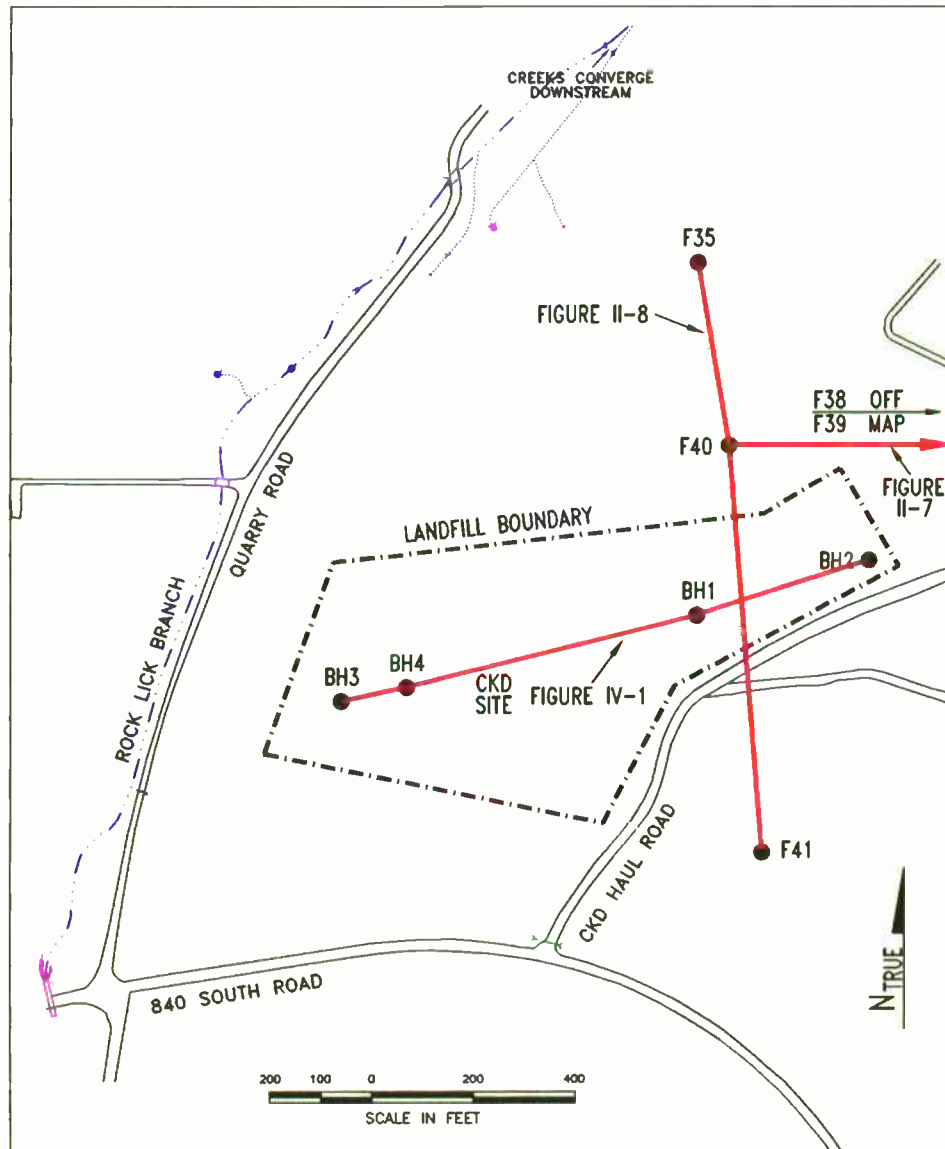 CREEKS CONVERGE
DOWNSTREAM
F35
FIGURE II-8
F38 OFF
F39 MAP
F40
FIGURE
II-7
QUARRY ROAD
LANDFILL BOUNDARY
BH2
BH1
ROCK LICK BRANCH
BH4
BH3
CKD
SITE
FIGURE IV-1
CKD HAUL ROAD
F41
N TRUE
840 SOUTH ROAD
200 100 0 200 400
SCALE IN FEET